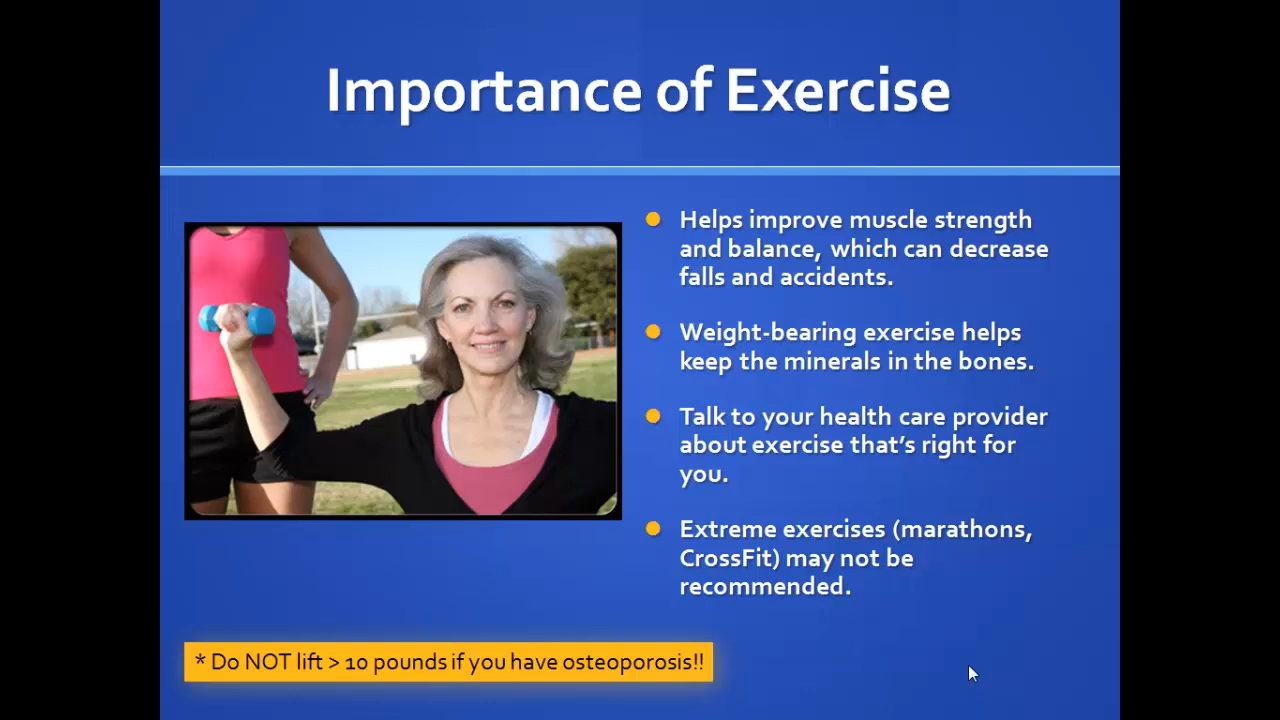 Importance of Exercise
Helps improve muscle strength
and balance, which can decrease
falls and accidents.
Weight-bearing exercise helps
keep the minerals in the bones.
Talk to your health care provider
about exercise that’s right for
you.
Extreme exercises (marathons,
CrossFit) may not be
recommended.
* Do NOT lift > 10 pounds if you have osteoporosis!!